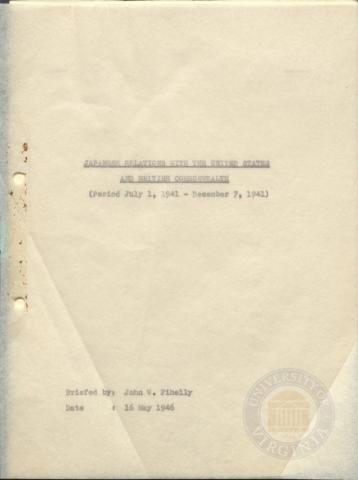 JAPANESE RELATIONS WITH THE UNITED STATES
AND BRITISH COMMONWEALTH
(Period July 1, 1941 - December 7, 1941)
Briefed by: John W. Fihelly
Date : 16 May 1946
UNIVERSITY OF
VIRGINIA